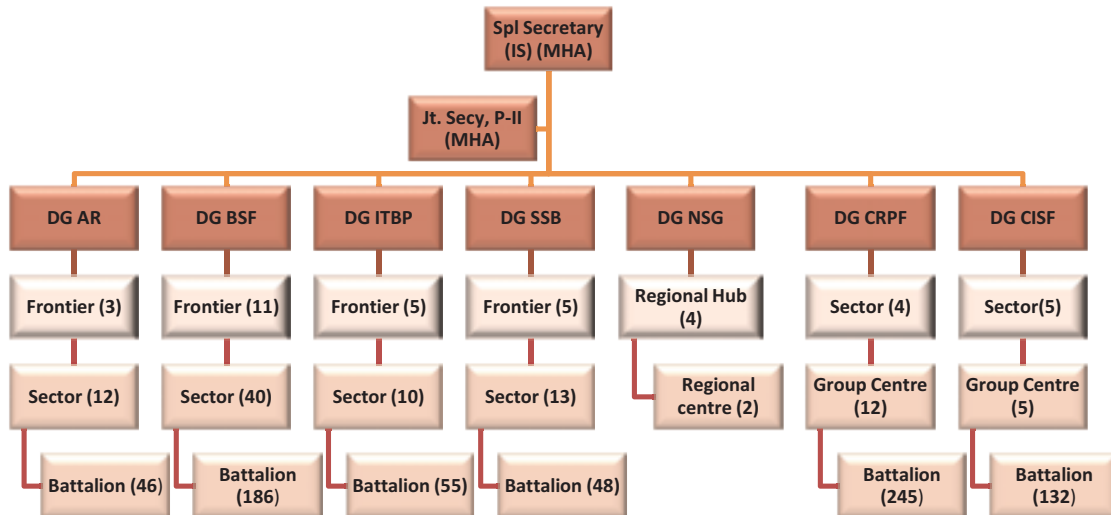 Spl Secretary
(IS) (MHA)
Jt. Secy, P-II
(MHA)
DG AR
DG BSF
DG ITBP
DG SSB
DG NSG
DG CRPF
DG CISF
Frontier (3)
Frontier (11)
Frontier (5)
Frontier (5)
Regional Hub
(4)
Sector (4)
Sector(5)
Sector (12)
Sector (40)
Sector (10)
Sector (13)
Regional
centre (2)
Group Centre
(12)
Group Centre
(5)
Battalion (46)
Battalion
(186)
Battalion (55)
Battalion (48)
Battalion
(245)
Battalion
(132)